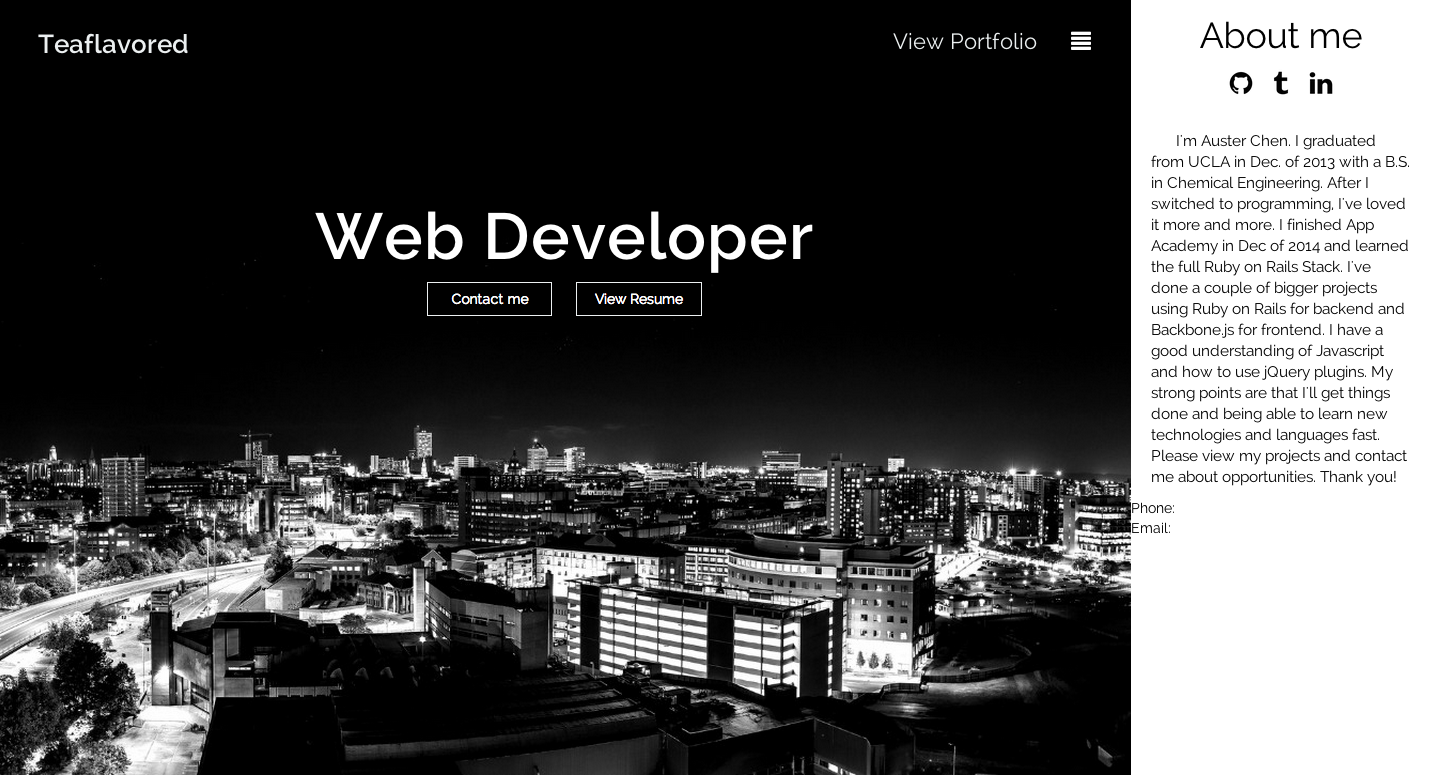 Teaflavored
View Portfolio
Web Developer
Contact me
View Resume
About me
I'm Auster Chen. I graduated
from UCLA in Dec. of 2013 with a B.S.
in Chemical Engineering. After I
switched to programming, I've loved
it more and more. I finished App
Academy in Dec of 2014 and learned
the full Ruby on Rails Stack. I've
done a couple of bigger projects
using Ruby on Rails for backend and
Backbone.js for frontend. I have a
good understanding of Javascript
and how to use jQuery plugins. My
strong points are that I'll get things
done and being able to learn new
technologies and languages fast.
Please view my projects and contact
me about opportunities. Thank you!
Phone:
Email: